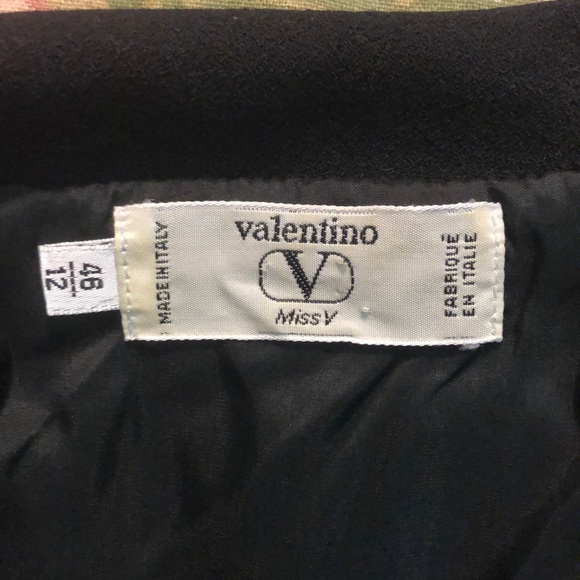 46
12
MADE IN ITALY
valentino
V
Miss V
FABRIQUÉ
EN ITALIE